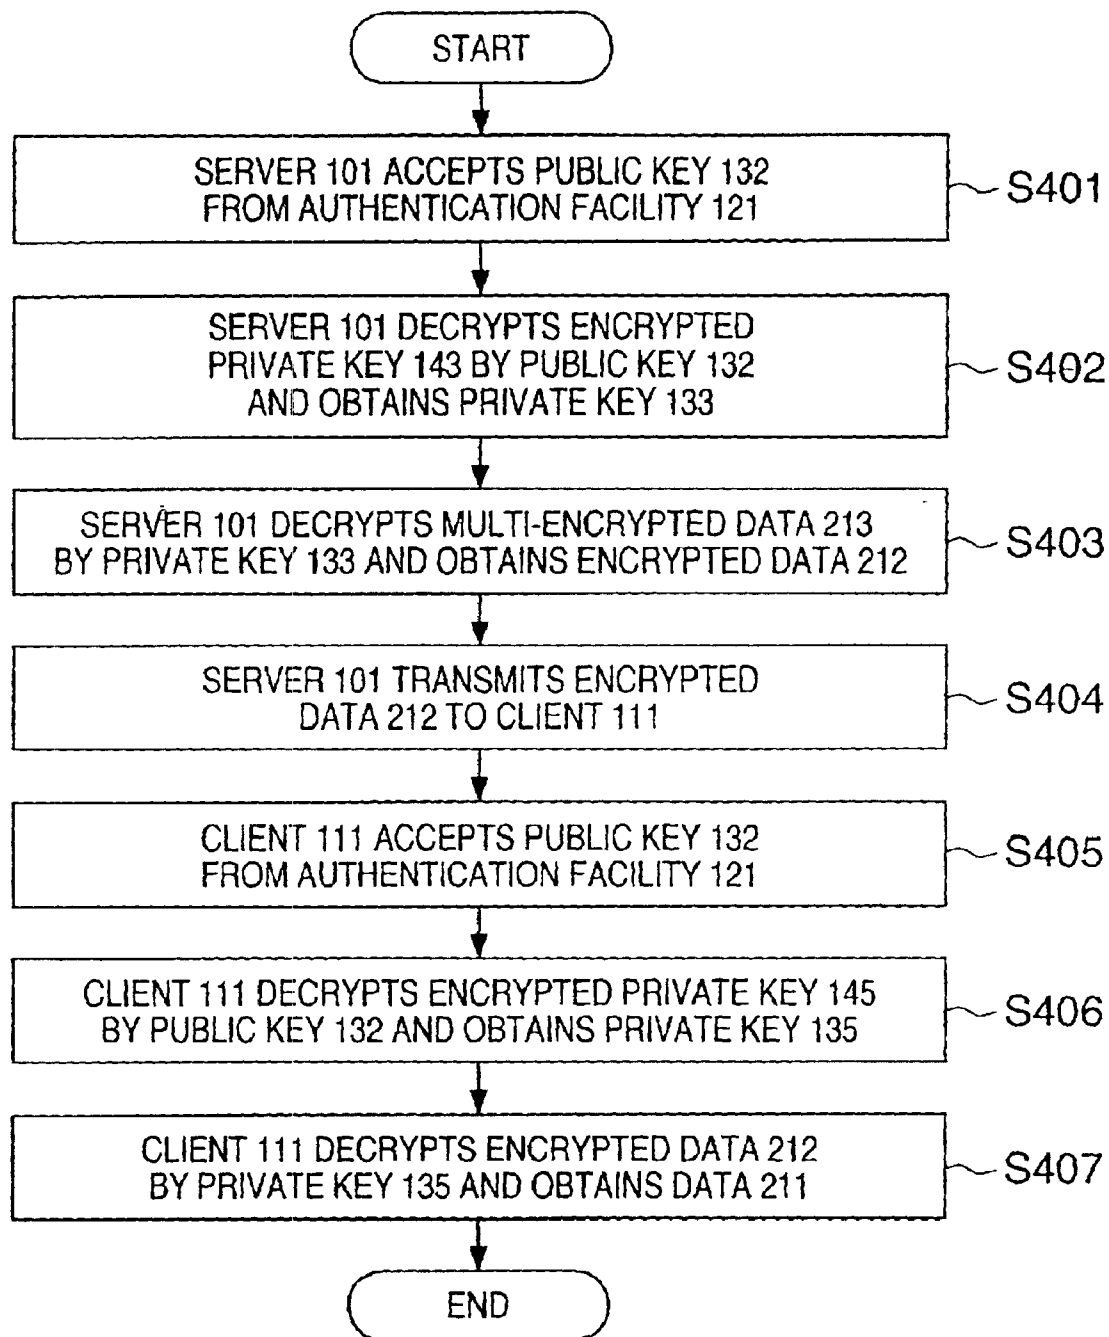 START
SERVER 101 ACCEPTS PUBLIC KEY 132
FROM AUTHENTICATION FACILITY 121
S401
SERVER 101 DECRYPTS ENCRYPTED
PRIVATE KEY 143 BY PUBLIC KEY 132
AND OBTAINS PRIVATE KEY 133
S402
SERVER 101 DECRYPTS MULTI-ENCRYPTED DATA 213
BY PRIVATE KEY 133 AND OBTAINS ENCRYPTED DATA 212
S403
SERVER 101 TRANSMITS ENCRYPTED
DATA 212 TO CLIENT 111
S404
CLIENT 111 ACCEPTS PUBLIC KEY 132
FROM AUTHENTICATION FACILITY 121
S405
CLIENT 111 DECRYPTS ENCRYPTED PRIVATE KEY 145
BY PUBLIC KEY 132 AND OBTAINS PRIVATE KEY 135
S406
CLIENT 111 DECRYPTS ENCRYPTED DATA 212
BY PRIVATE KEY 135 AND OBTAINS DATA 211
S407
END